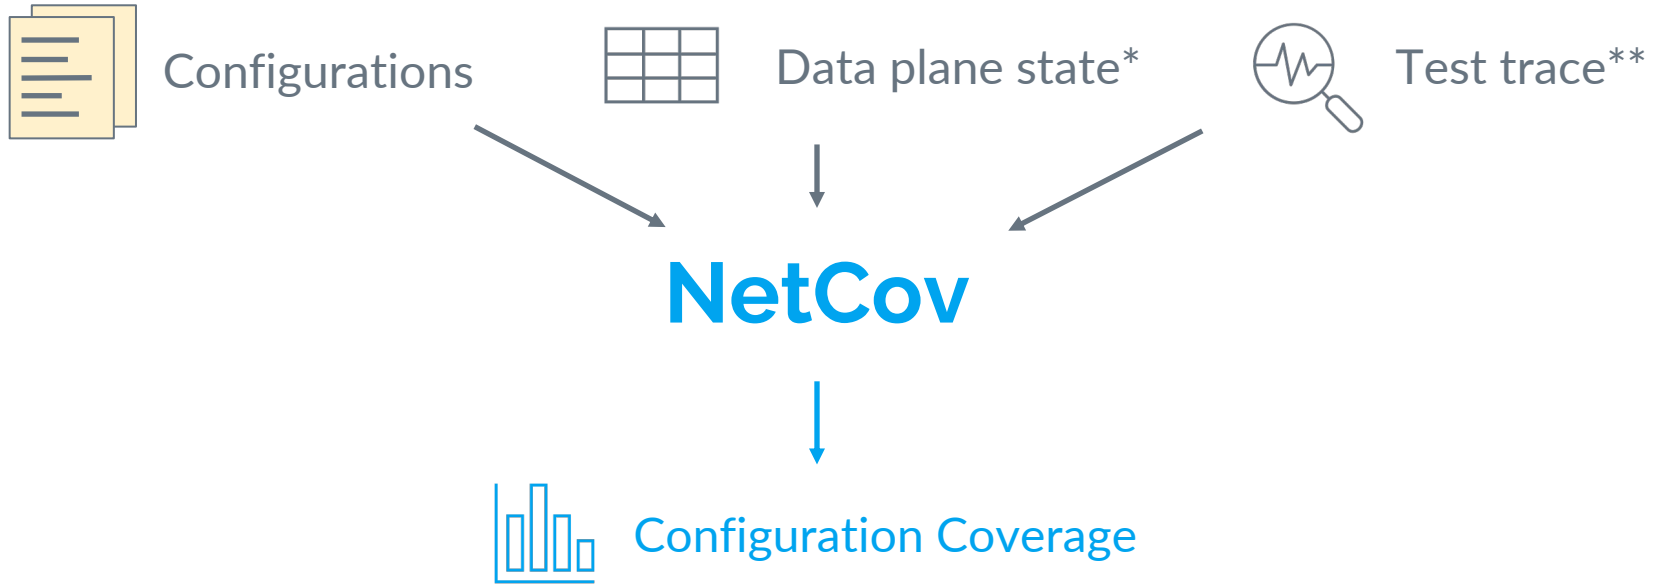 Configurations
Data plane state*
Test trace**
NetCov
Configuration Coverage